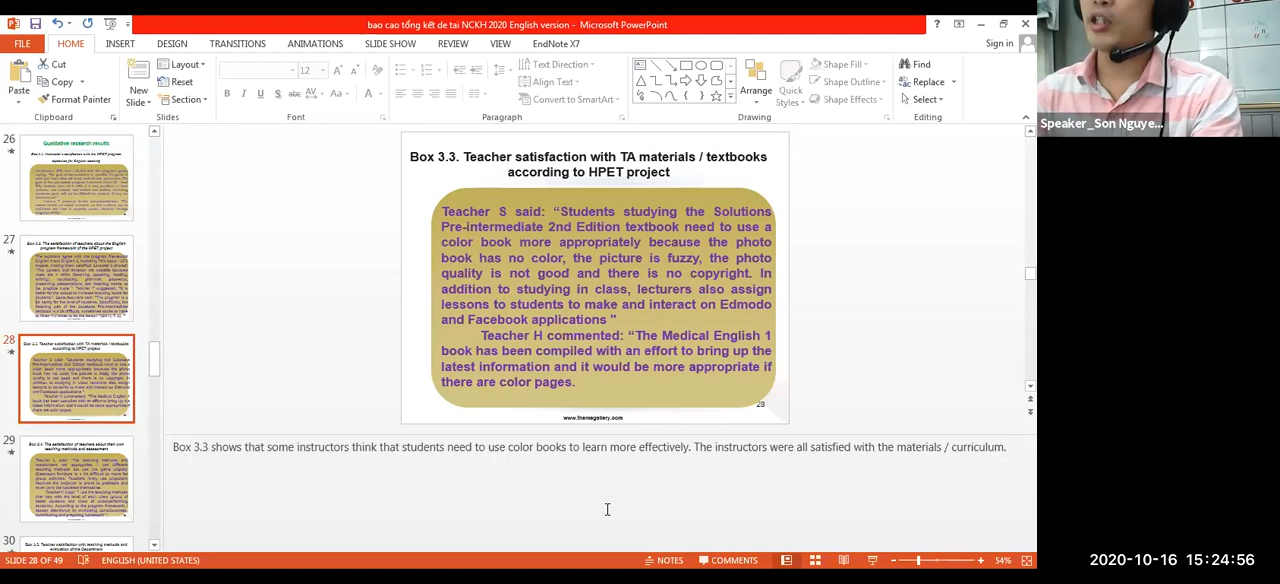 bao cao tổng kết de tai NCKH 2020 English version - Microsoft PowerPoint
FILE HOME INSERT DESIGN TRANSITIONS ANIMATIONS SLIDE SHOW REVIEW VIEW EndNote X7 Sign in
Paste Cut Copy Format Painter Clipboard
New Slide Layout Reset Section Slides
12 Font
Text Direction Align Text Convert to SmartArt Paragraph
Arrange Quick Styles Shape Fill Shape Outline Shape Effects Drawing
Find Replace Select Editing
Speaker_Son Nguye...
26
Qualitative research results
27
28
29
30
Box 3.3. Teacher satisfaction with TA materials / textbooks
according to HPET project
Teacher S said: “Students studying the Solutions
Pre-intermediate 2nd Edition textbook need to use a
color book more appropriately because the photo
book has no color, the picture is fuzzy, the photo
quality is not good and there is no copyright. In
addition to studying in class, lecturers also assign
lessons to students to make and interact on Edmodo
and Facebook applications "
Teacher H commented: “The Medical English 1
book has been compiled with an effort to bring up the
latest information and it would be more appropriate if
there are color pages.
28
www.themegallery.com
Box 3.3 shows that some instructors think that students need to use color books to learn more effectively. The instructors were all satisfied with the materials / curriculum.
SLIDE 28 OF 49 ENGLISH (UNITED STATES) NOTES COMMENTS 54%
2020-10-16 15:24:56